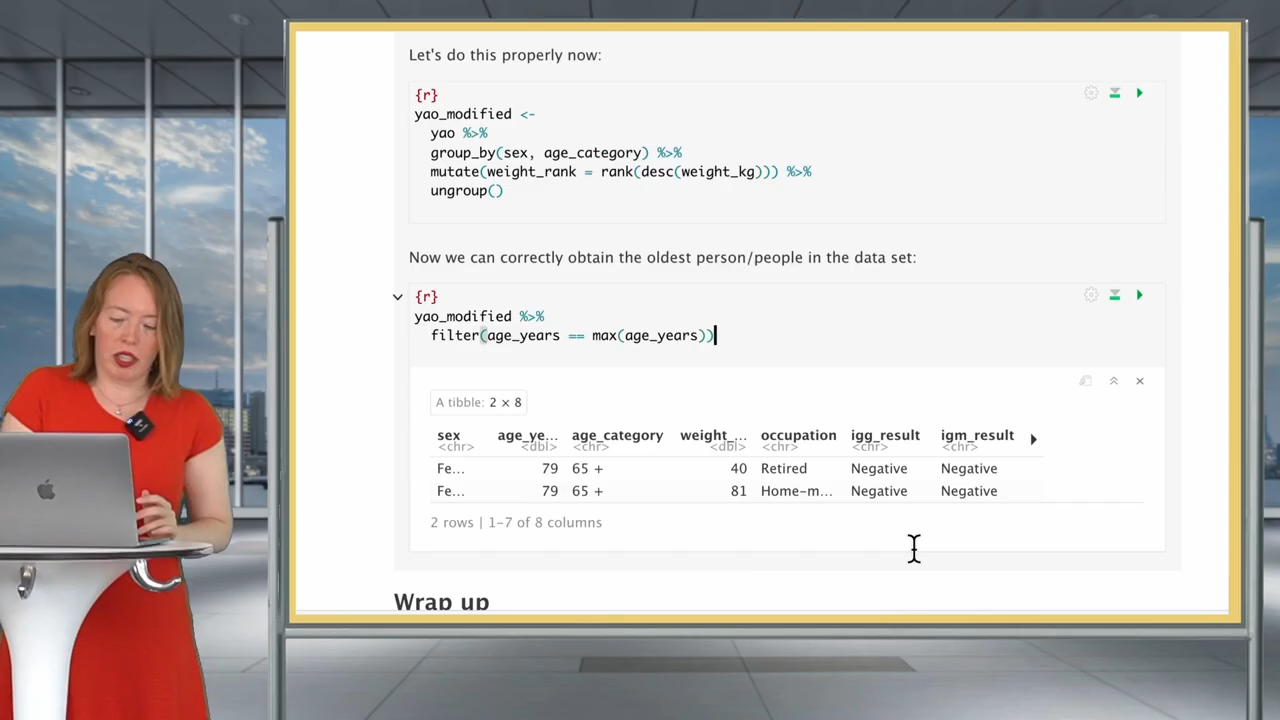 Let's do this properly now:
{r}
yao_modified <-
yao %>%
group_by(sex, age_category) %>%
mutate(weight_rank = rank(desc(weight_kg))) %>%
ungroup()
Now we can correctly obtain the oldest person/people in the data set:
{r}
yao_modified %>%
filter(age_years == max(age_years))
A tibble: 2 × 8
sex age_ye... age_category weight_... occupation igg_result igm_result
<chr> <dbl> <chr> <dbl> <chr> <chr> <chr>
Fe... 79 65 + 40 Retired Negative Negative
Fe... 79 65 + 81 Home-m... Negative Negative
2 rows | 1-7 of 8 columns
Wrap up